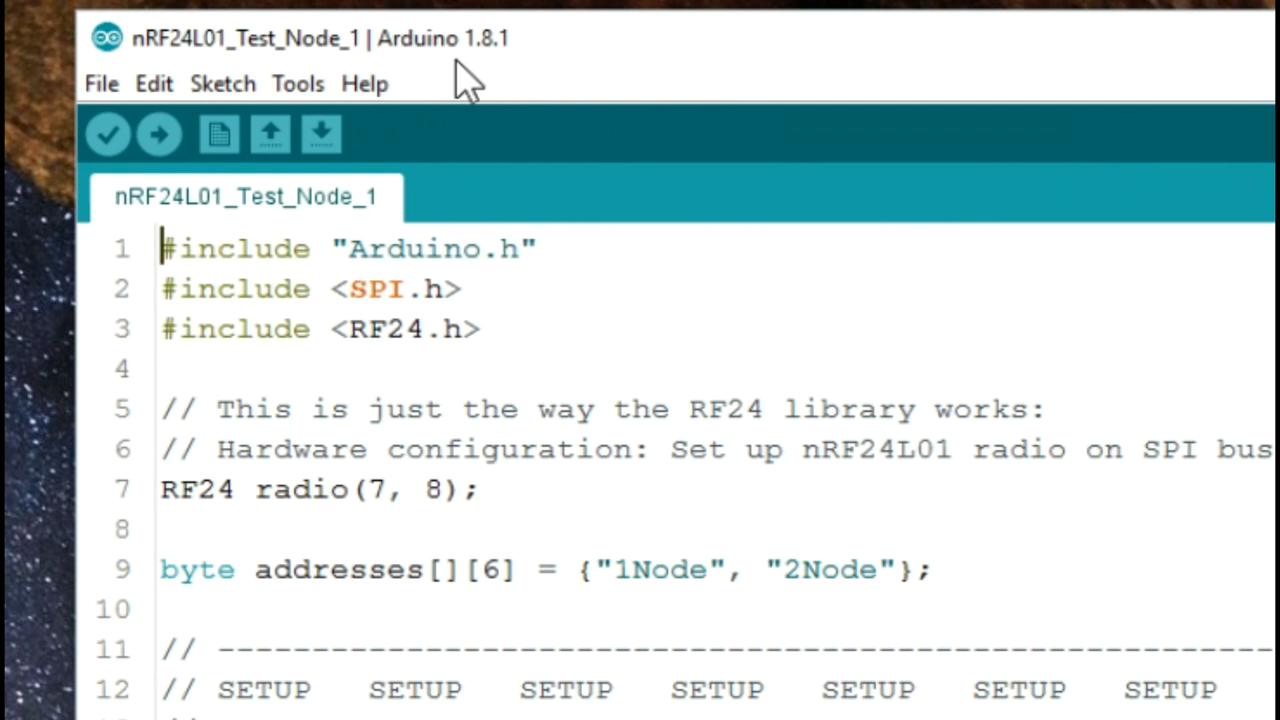 nRF24L01_Test_Node_1 | Arduino 1.8.1
File Edit Sketch Tools Help
nRF24L01_Test_Node_1
1 #include "Arduino.h"
2 #include <SPI.h>
3 #include <RF24.h>
4
5 // This is just the way the RF24 library works:
6 // Hardware configuration: Set up nRF24L01 radio on SPI bus
7 RF24 radio(7, 8);
8
9 byte addresses[][6] = {"1Node", "2Node"};
10
11 // --------------------------------------------------------
12 // SETUP   SETUP   SETUP   SETUP   SETUP   SETUP   SETUP